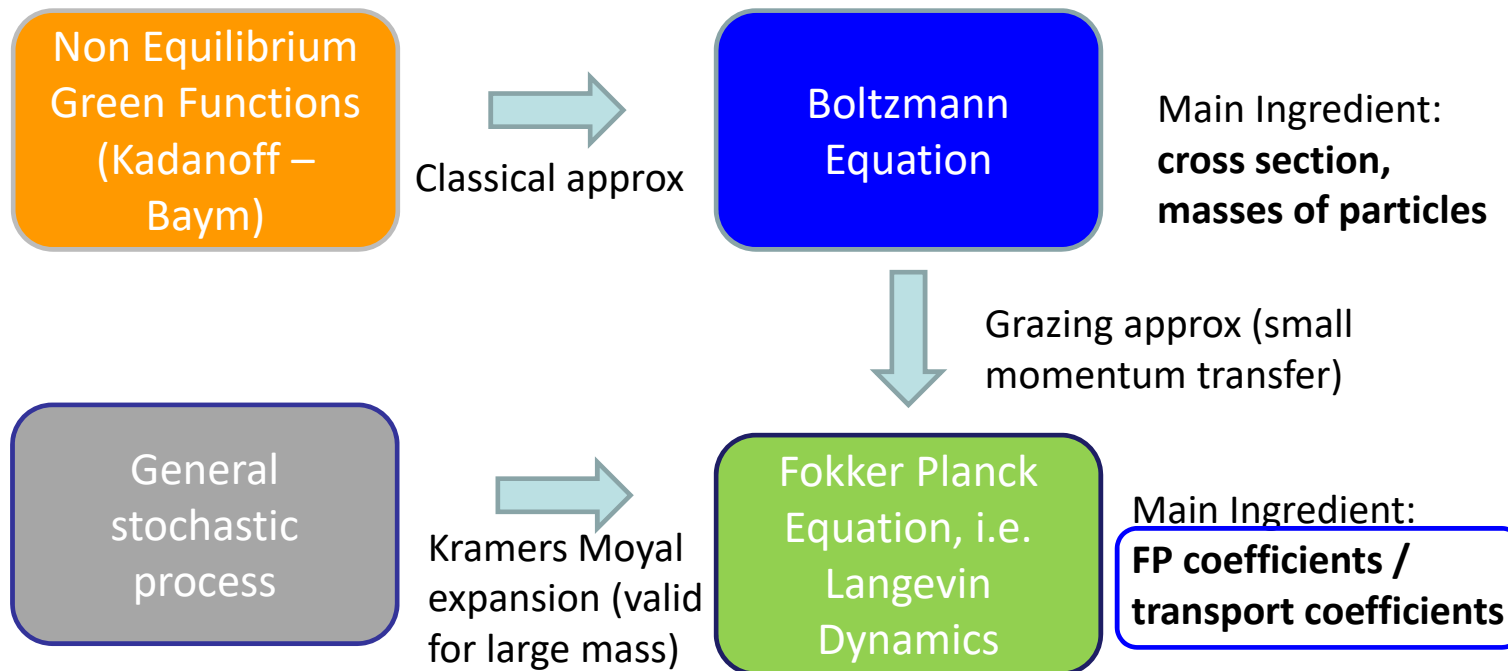 Non Equilibrium
Green Functions
(Kadanoff –
Baym)
Classical approx
Boltzmann
Equation
Main Ingredient:
cross section,
masses of particles
Grazing approx (small
momentum transfer)
General
stochastic
process
Kramers Moyal
expansion (valid
for large mass)
Fokker Planck
Equation, i.e.
Langevin
Dynamics
Main Ingredient:
FP coefficients /
transport coefficients